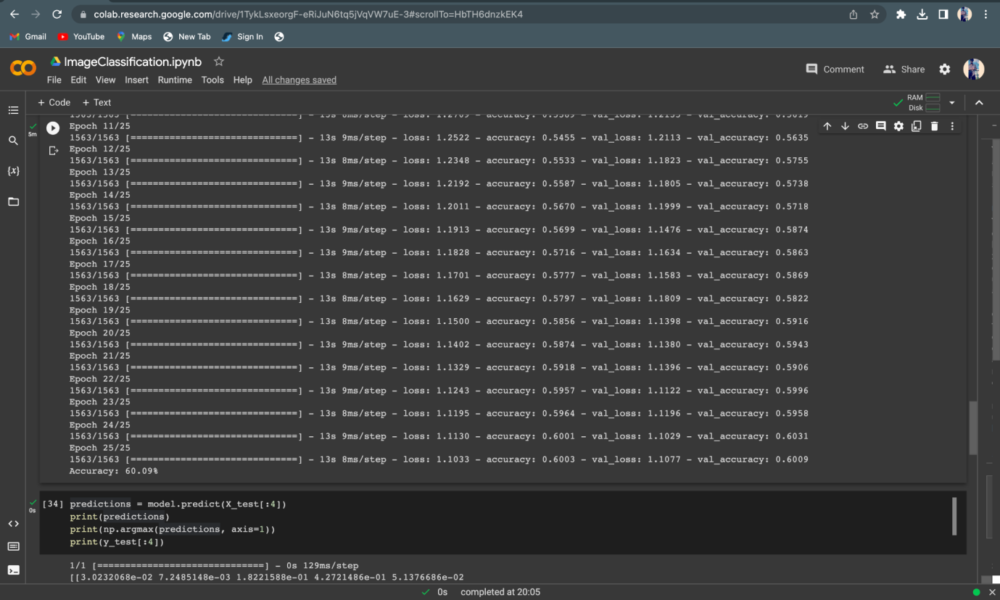 colab.research.google.com/drive/1TykLsxeorgF-eRiJuN6tq5jVqVW7uE-3#scrollTo=HbTH6dnzkEK4
Gmail YouTube Maps New Tab Sign In
CO ImageClassification.ipynb
File Edit View Insert Runtime Tools Help All changes saved
Comment Share
+ Code + Text
RAM
Disk
5m
Epoch 11/25
1563/1563 [==============================] - 13s 9ms/step - loss: 1.2522 - accuracy: 0.5455 - val_loss: 1.2113 - val_accuracy: 0.5635
Epoch 12/25
1563/1563 [==============================] - 13s 8ms/step - loss: 1.2348 - accuracy: 0.5533 - val_loss: 1.1823 - val_accuracy: 0.5755
Epoch 13/25
1563/1563 [==============================] - 13s 9ms/step - loss: 1.2192 - accuracy: 0.5587 - val_loss: 1.1805 - val_accuracy: 0.5738
Epoch 14/25
1563/1563 [==============================] - 13s 8ms/step - loss: 1.2011 - accuracy: 0.5670 - val_loss: 1.1999 - val_accuracy: 0.5718
Epoch 15/25
1563/1563 [==============================] - 13s 9ms/step - loss: 1.1913 - accuracy: 0.5699 - val_loss: 1.1476 - val_accuracy: 0.5874
Epoch 16/25
1563/1563 [==============================] - 13s 9ms/step - loss: 1.1828 - accuracy: 0.5716 - val_loss: 1.1634 - val_accuracy: 0.5863
Epoch 17/25
1563/1563 [==============================] - 13s 8ms/step - loss: 1.1701 - accuracy: 0.5777 - val_loss: 1.1583 - val_accuracy: 0.5869
Epoch 18/25
1563/1563 [==============================] - 13s 8ms/step - loss: 1.1629 - accuracy: 0.5797 - val_loss: 1.1809 - val_accuracy: 0.5822
Epoch 19/25
1563/1563 [==============================] - 13s 8ms/step - loss: 1.1500 - accuracy: 0.5856 - val_loss: 1.1398 - val_accuracy: 0.5916
Epoch 20/25
1563/1563 [==============================] - 13s 9ms/step - loss: 1.1402 - accuracy: 0.5874 - val_loss: 1.1380 - val_accuracy: 0.5943
Epoch 21/25
1563/1563 [==============================] - 13s 9ms/step - loss: 1.1329 - accuracy: 0.5918 - val_loss: 1.1396 - val_accuracy: 0.5906
Epoch 22/25
1563/1563 [==============================] - 13s 9ms/step - loss: 1.1243 - accuracy: 0.5957 - val_loss: 1.1122 - val_accuracy: 0.5996
Epoch 23/25
1563/1563 [==============================] - 13s 8ms/step - loss: 1.1195 - accuracy: 0.5964 - val_loss: 1.1196 - val_accuracy: 0.5958
Epoch 24/25
1563/1563 [==============================] - 13s 9ms/step - loss: 1.1130 - accuracy: 0.6001 - val_loss: 1.1029 - val_accuracy: 0.6031
Epoch 25/25
1563/1563 [==============================] - 13s 8ms/step - loss: 1.1033 - accuracy: 0.6003 - val_loss: 1.1077 - val_accuracy: 0.6009
Accuracy: 60.09%
0s
[34] predictions = model.predict(X_test[:4])
print(predictions)
print(np.argmax(predictions, axis=1))
print(y_test[:4])
1/1 [==============================] - 0s 129ms/step
[[3.0232068e-02 7.2485148e-03 1.8221588e-01 4.2721486e-01 5.1376686e-02
0s completed at 20:05